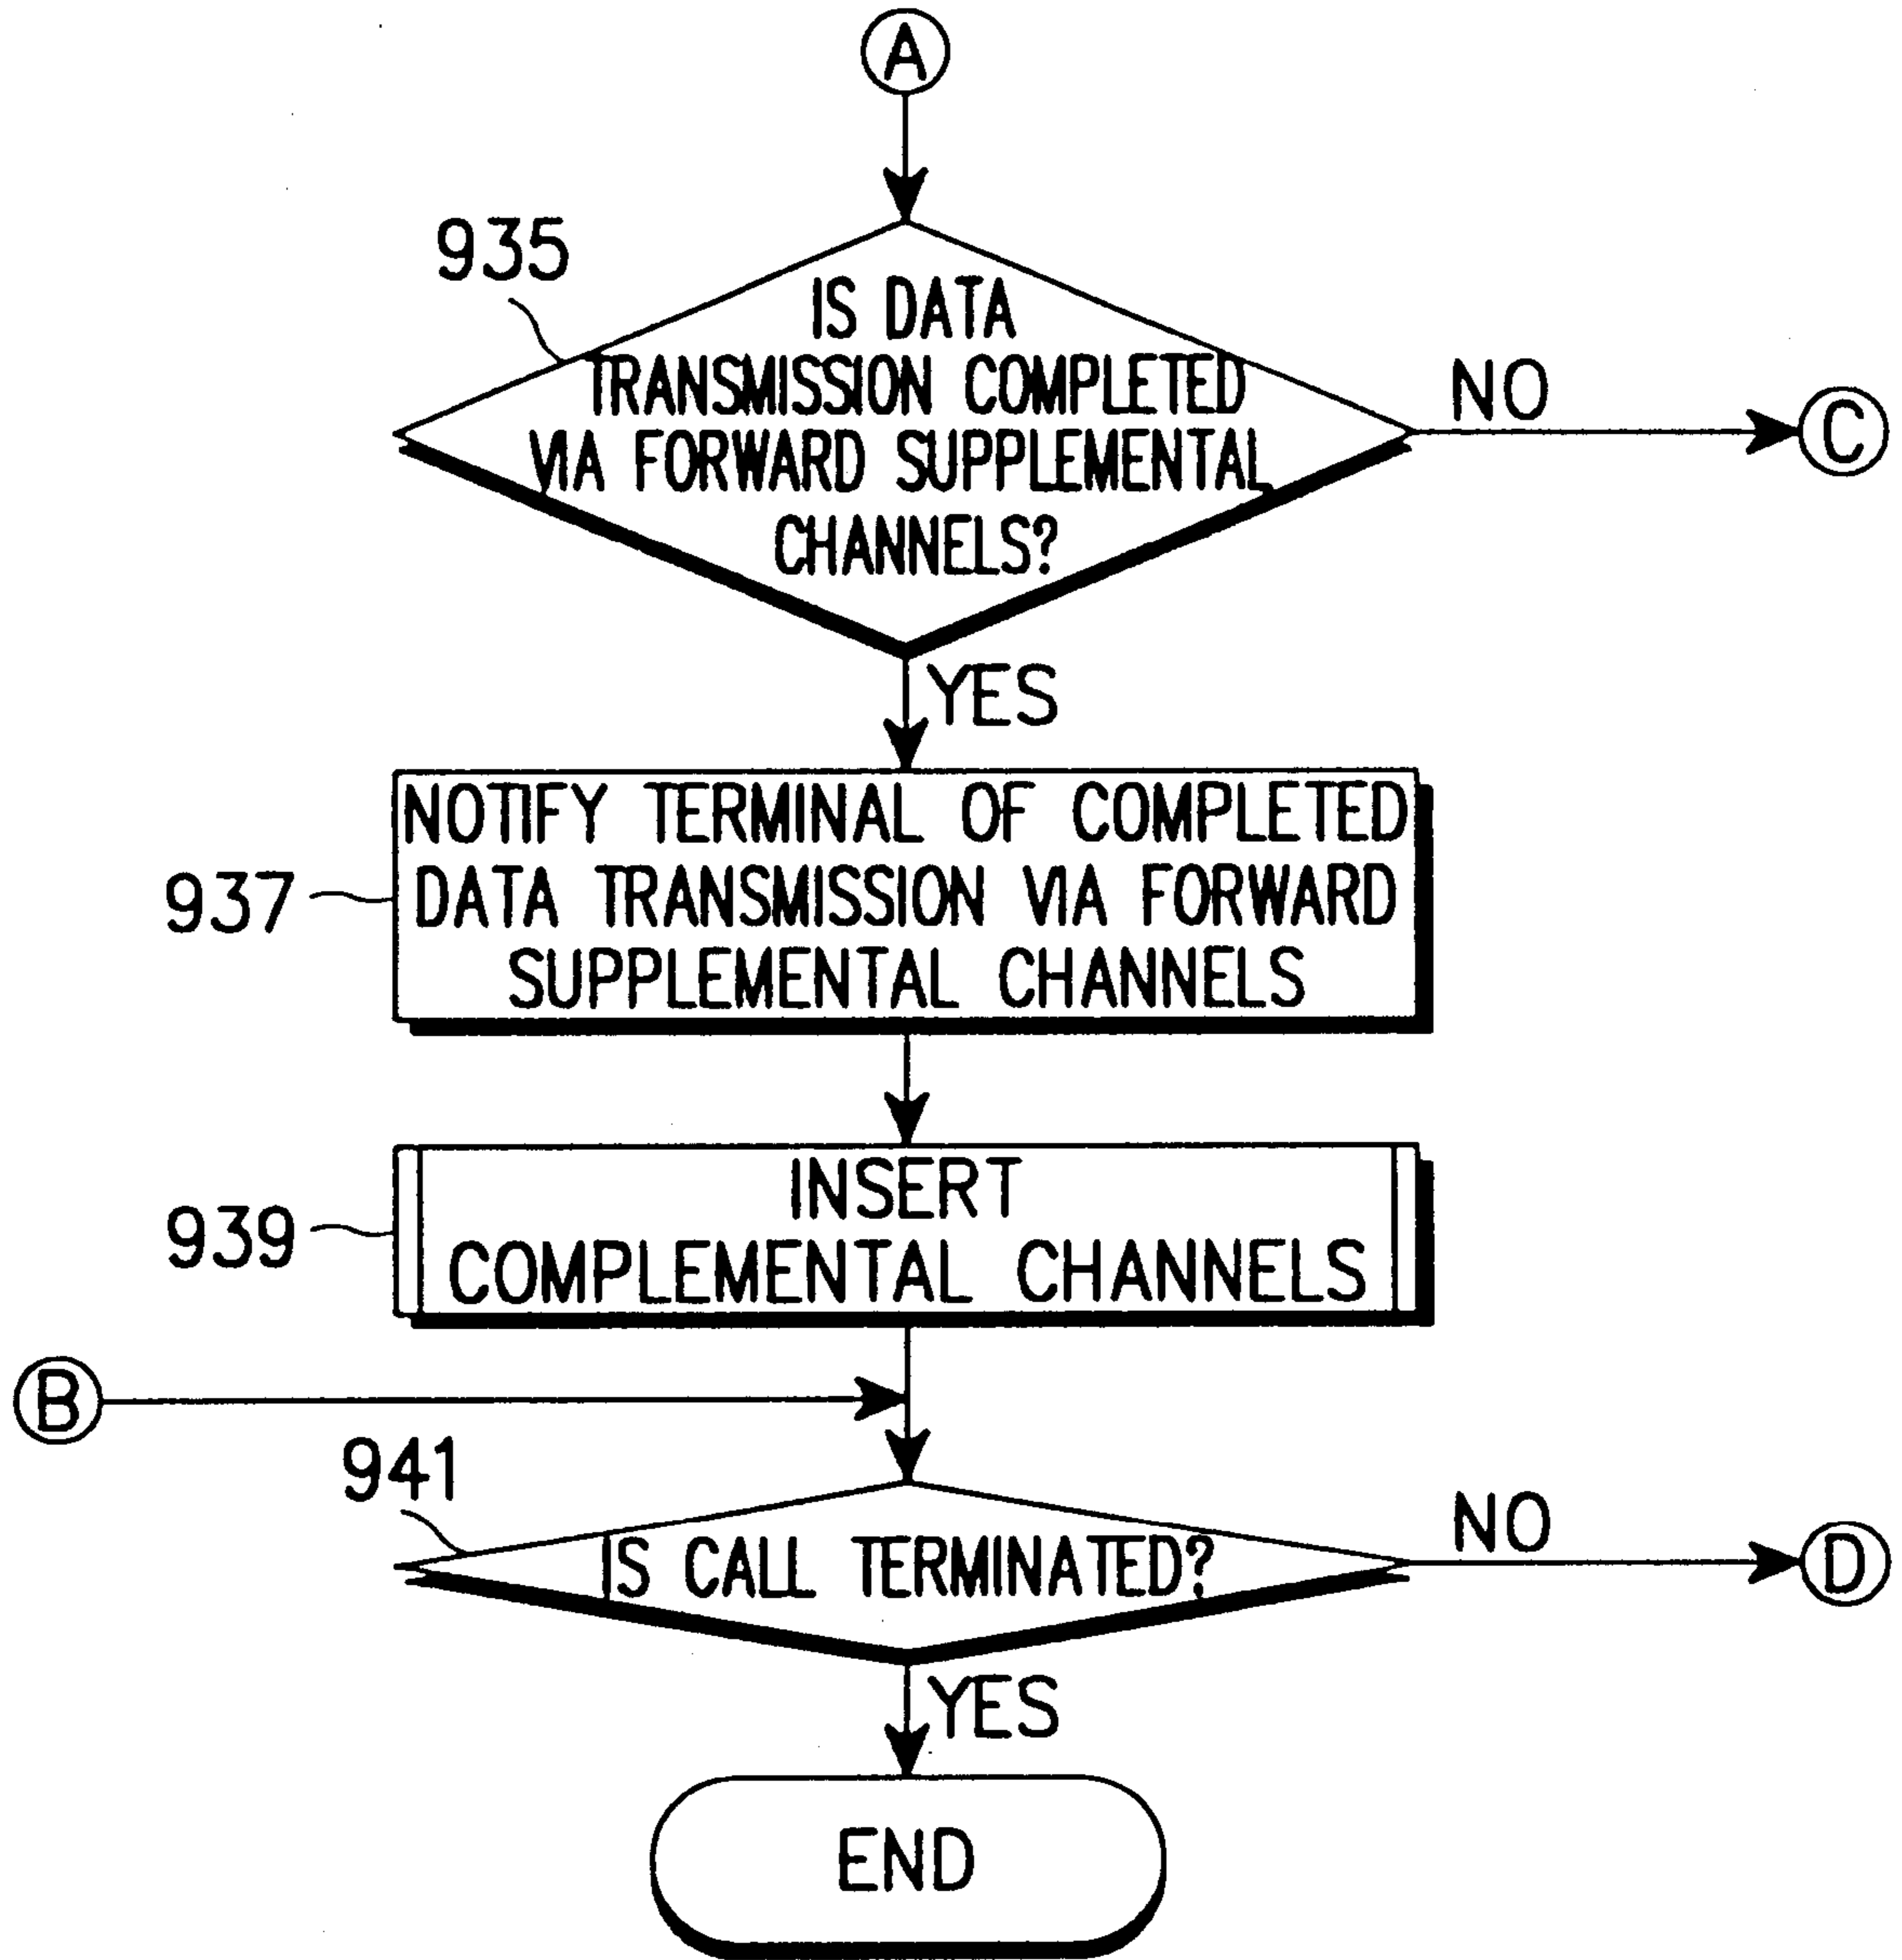 A
935
IS DATA
TRANSMISSION COMPLETED
VIA FORWARD SUPPLEMENTAL
CHANNELS?
NO
C
YES
937
NOTIFY TERMINAL OF COMPLETED
DATA TRANSMISSION VIA FORWARD
SUPPLEMENTAL CHANNELS
939
INSERT
COMPLEMENTAL CHANNELS
B
941
IS CALL TERMINATED?
NO
D
YES
END